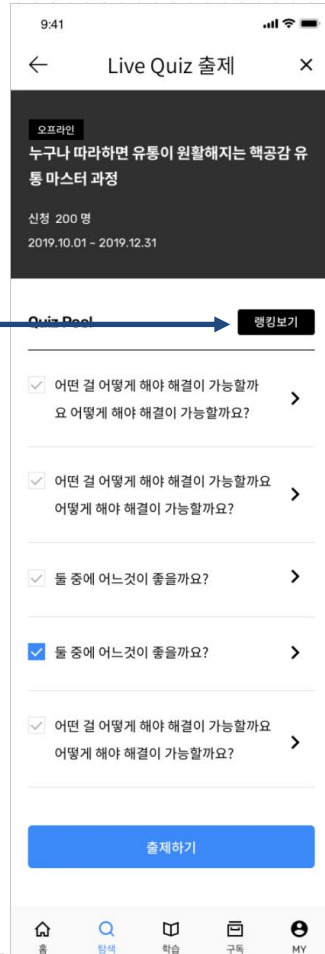 9:41
Live Quiz 출제
오프라인
누구나 따라하면 유통이 원활해지는 핵공감 유
통 마스터 과정
신청 200 명
2019.10.01 - 2019.12.31
Quiz Pool
랭킹보기
어떤 걸 어떻게 해야 해결이 가능할까
요 어떻게 해야 해결이 가능할까요?
어떤 걸 어떻게 해야 해결이 가능할까요
어떻게 해야 해결이 가능할까요?
둘 중에 어느것이 좋을까요?
둘 중에 어느것이 좋을까요?
어떤 걸 어떻게 해야 해결이 가능할까요
어떻게 해야 해결이 가능할까요?
출제하기
홈
탐색
학습
구독
MY